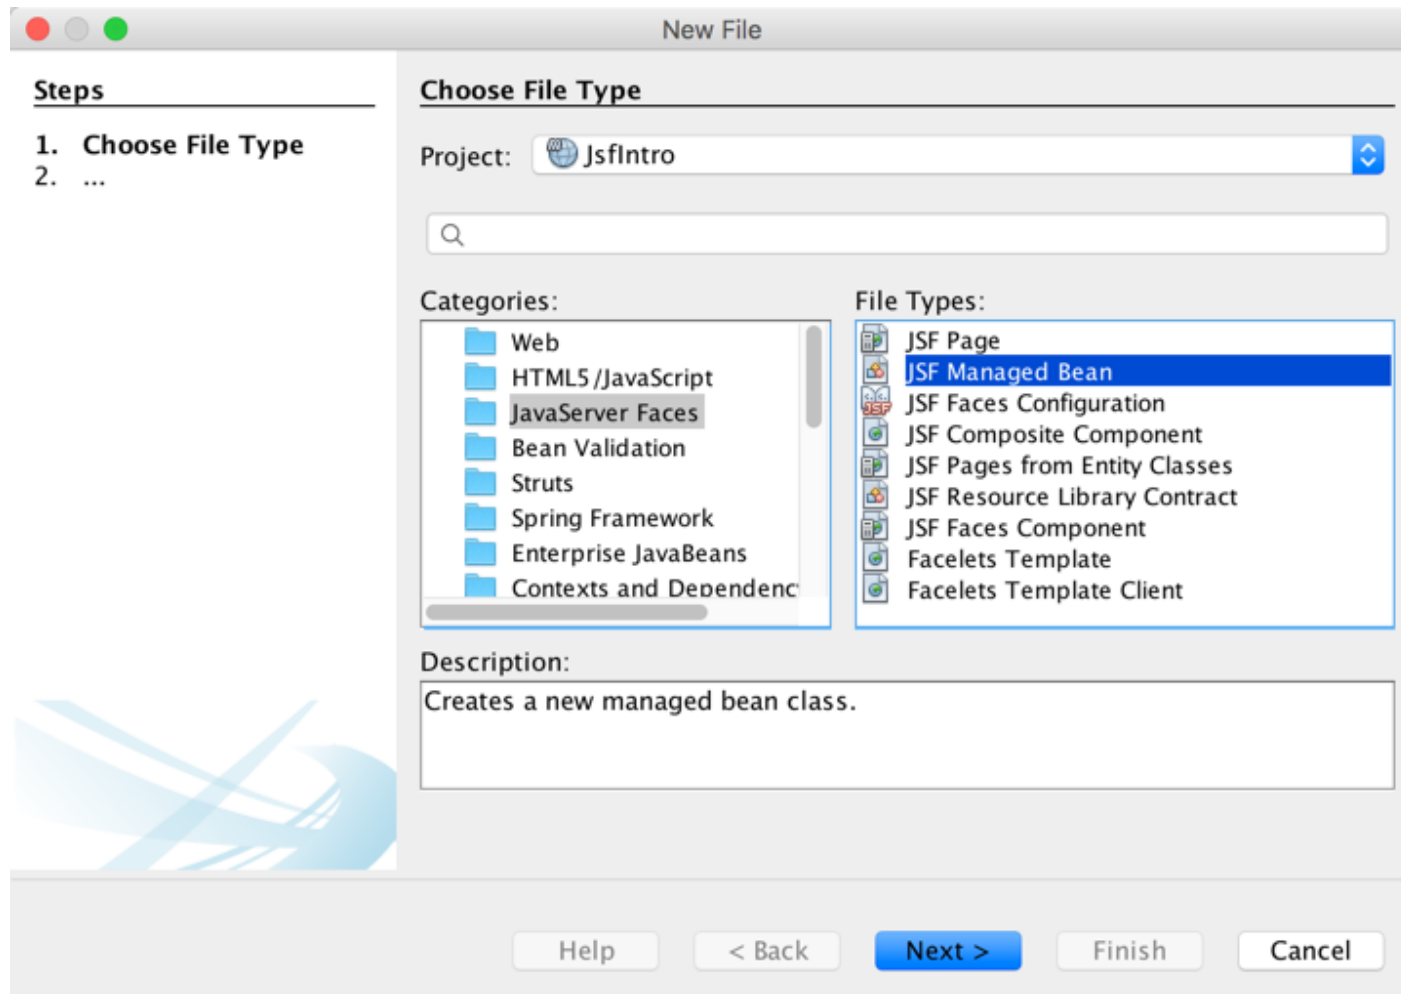 New File
Steps
1. Choose File Type
2. ...
Choose File Type
Project: JsfIntro
Categories:
Web
HTML5/JavaScript
JavaServer Faces
Bean Validation
Struts
Spring Framework
Enterprise JavaBeans
Contexts and Dependenc
File Types:
JSF Page
JSF Managed Bean
JSF Faces Configuration
JSF Composite Component
JSF Pages from Entity Classes
JSF Resource Library Contract
JSF Faces Component
Facelets Template
Facelets Template Client
Description:
Creates a new managed bean class.
Help
< Back
Next >
Finish
Cancel